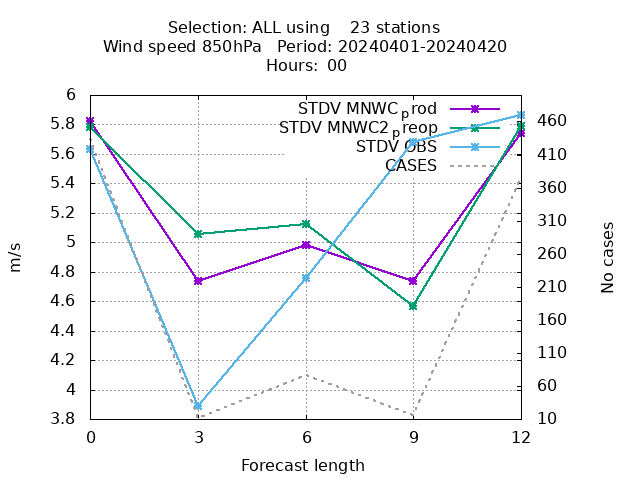 Selection: ALL using 23 stations
Wind speed 850hPa Period: 20240401-20240420
Hours: 00
STDV MNWCprod
STDV MNWC2preop
STDV OBS
CASES
6
5.8
5.6
5.4
5.2
5
4.8
4.6
4.4
4.2
4
3.8
m/s
460
410
360
310
260
210
160
110
60
10
No cases
0 3 6 9 12
Forecast length